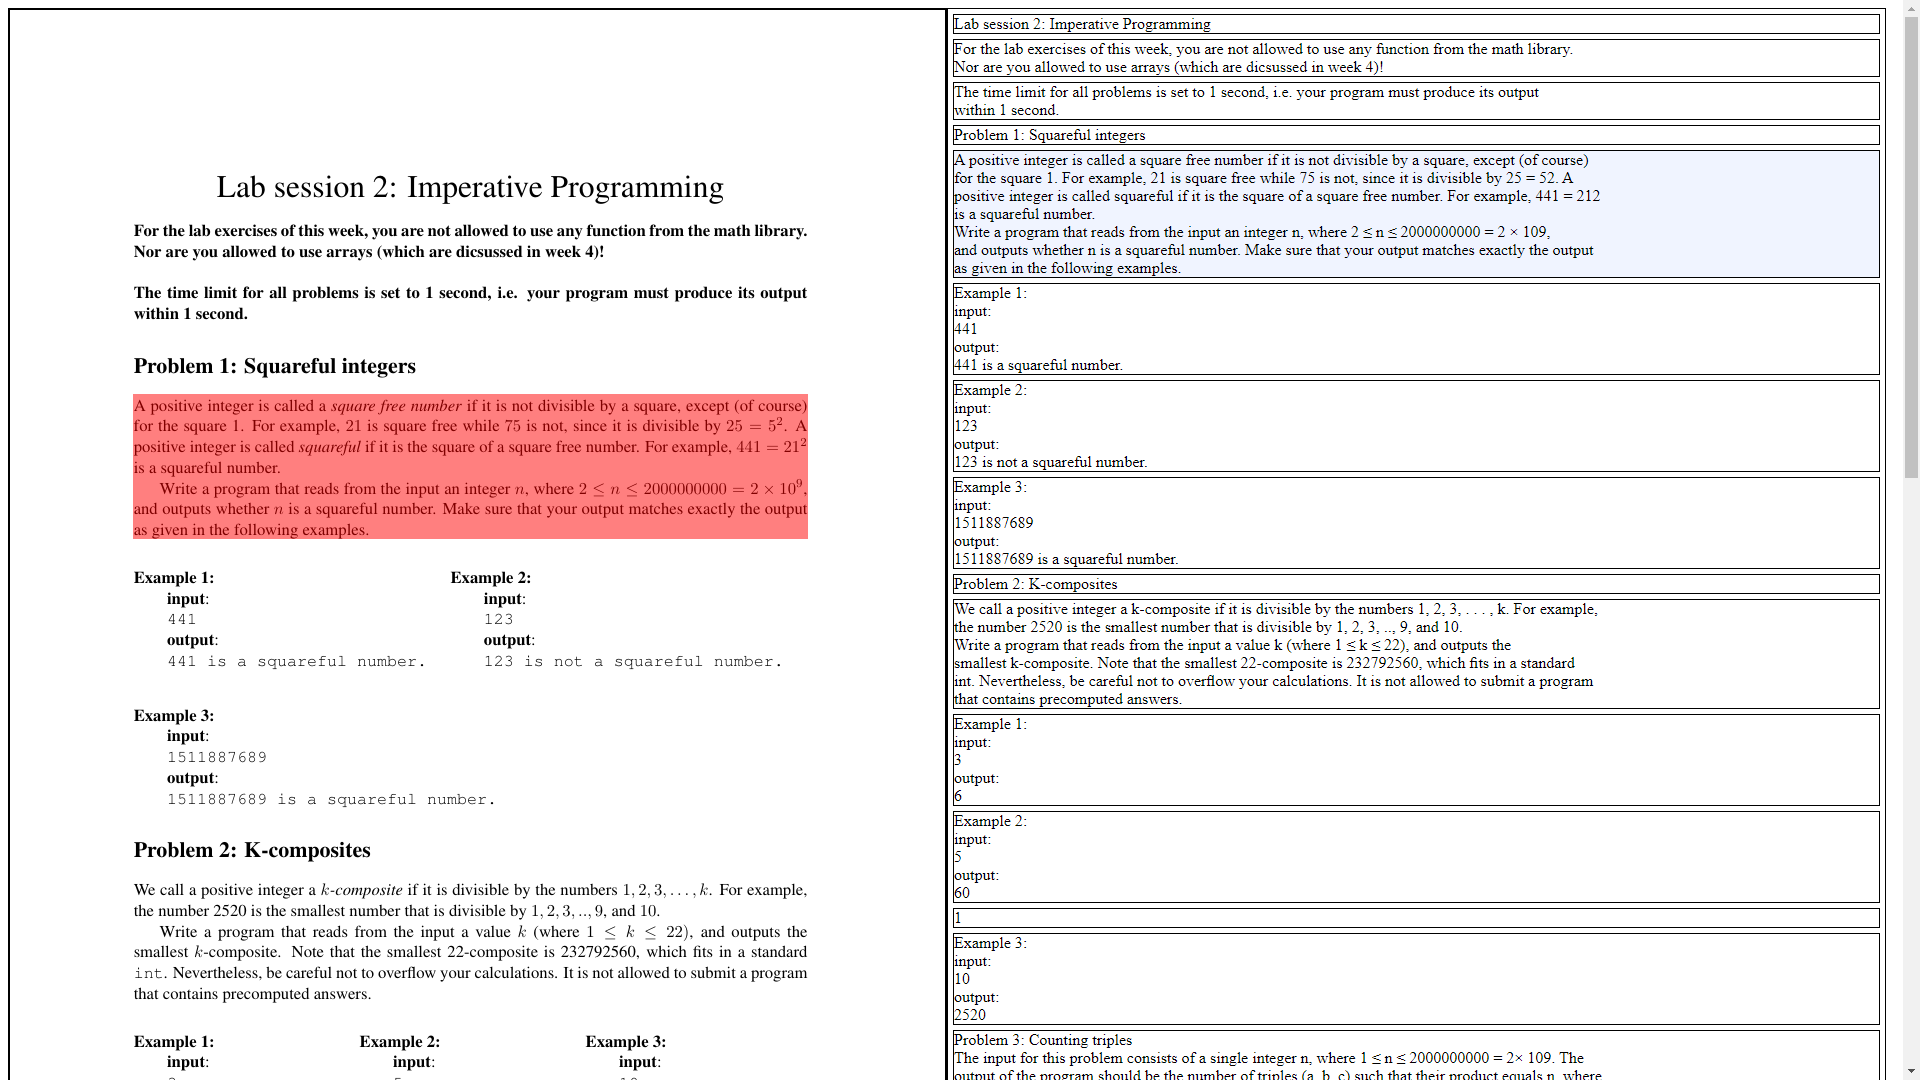 Lab session 2: Imperative Programming
For the lab exercises of this week, you are not allowed to use any function from the math library.
Nor are you allowed to use arrays (which are dicsussed in week 4)!
The time limit for all problems is set to 1 second, i.e. your program must produce its output
within 1 second.
Problem 1: Squareful integers
A positive integer is called a square free number if it is not divisible by a square, except (of course)
for the square 1. For example, 21 is square free while 75 is not, since it is divisible by 25 = 5². A
positive integer is called squareful if it is the square of a square free number. For example, 441 = 21²
is a squareful number.
Write a program that reads from the input an integer n, where 2 ≤ n ≤ 2000000000 = 2 × 10⁹,
and outputs whether n is a squareful number. Make sure that your output matches exactly the output
as given in the following examples.
Example 1:
input:
441
output:
441 is a squareful number.
Example 2:
input:
123
output:
123 is not a squareful number.
Example 3:
input:
1511887689
output:
1511887689 is a squareful number.
Problem 2: K-composites
We call a positive integer a k-composite if it is divisible by the numbers 1, 2, 3, . . . , k. For example,
the number 2520 is the smallest number that is divisible by 1, 2, 3, .., 9, and 10.
Write a program that reads from the input a value k (where 1 ≤ k ≤ 22), and outputs the
smallest k-composite. Note that the smallest 22-composite is 232792560, which fits in a standard
int. Nevertheless, be careful not to overflow your calculations. It is not allowed to submit a program
that contains precomputed answers.
Example 1:
input:
Example 2:
input:
Example 3:
input:
Lab session 2: Imperative Programming
For the lab exercises of this week, you are not allowed to use any function from the math library.
Nor are you allowed to use arrays (which are dicsussed in week 4)!
The time limit for all problems is set to 1 second, i.e. your program must produce its output
within 1 second.
Problem 1: Squareful integers
A positive integer is called a square free number if it is not divisible by a square, except (of course)
for the square 1. For example, 21 is square free while 75 is not, since it is divisible by 25 = 52. A
positive integer is called squareful if it is the square of a square free number. For example, 441 = 212
is a squareful number.
Write a program that reads from the input an integer n, where 2 ≤ n ≤ 2000000000 = 2 × 109,
and outputs whether n is a squareful number. Make sure that your output matches exactly the output
as given in the following examples.
Example 1:
input:
441
output:
441 is a squareful number.
Example 2:
input:
123
output:
123 is not a squareful number.
Example 3:
input:
1511887689
output:
1511887689 is a squareful number.
Problem 2: K-composites
We call a positive integer a k-composite if it is divisible by the numbers 1, 2, 3, . . . , k. For example,
the number 2520 is the smallest number that is divisible by 1, 2, 3, .., 9, and 10.
Write a program that reads from the input a value k (where 1 ≤ k ≤ 22), and outputs the
smallest k-composite. Note that the smallest 22-composite is 232792560, which fits in a standard
int. Nevertheless, be careful not to overflow your calculations. It is not allowed to submit a program
that contains precomputed answers.
Example 1:
input:
3
output:
6
Example 2:
input:
5
output:
60
1
Example 3:
input:
10
output:
2520
Problem 3: Counting triples
The input for this problem consists of a single integer n, where 1 ≤ n ≤ 2000000000 = 2× 109. The
output of the program should be the number of triples (a, b, c) such that their product equals n, where